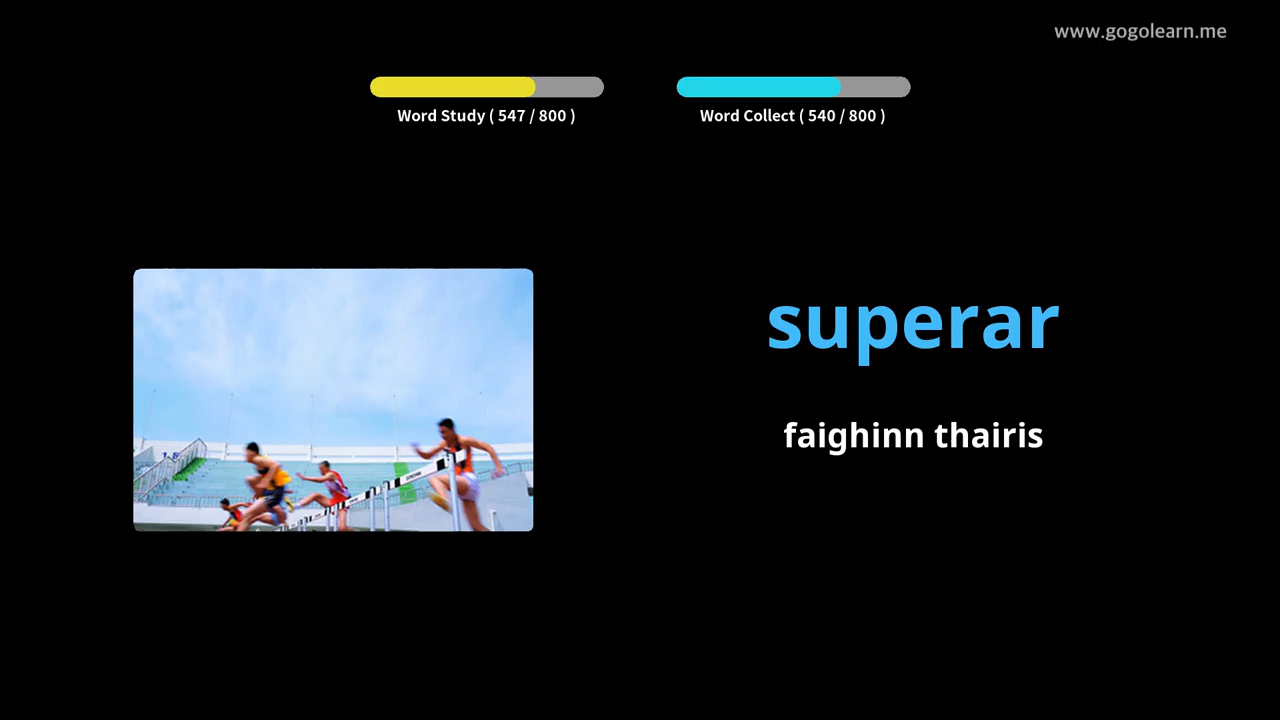 www.gogolearn.me
Word Study ( 547 / 800 )
Word Collect ( 540 / 800 )
superar
faighinn thairis